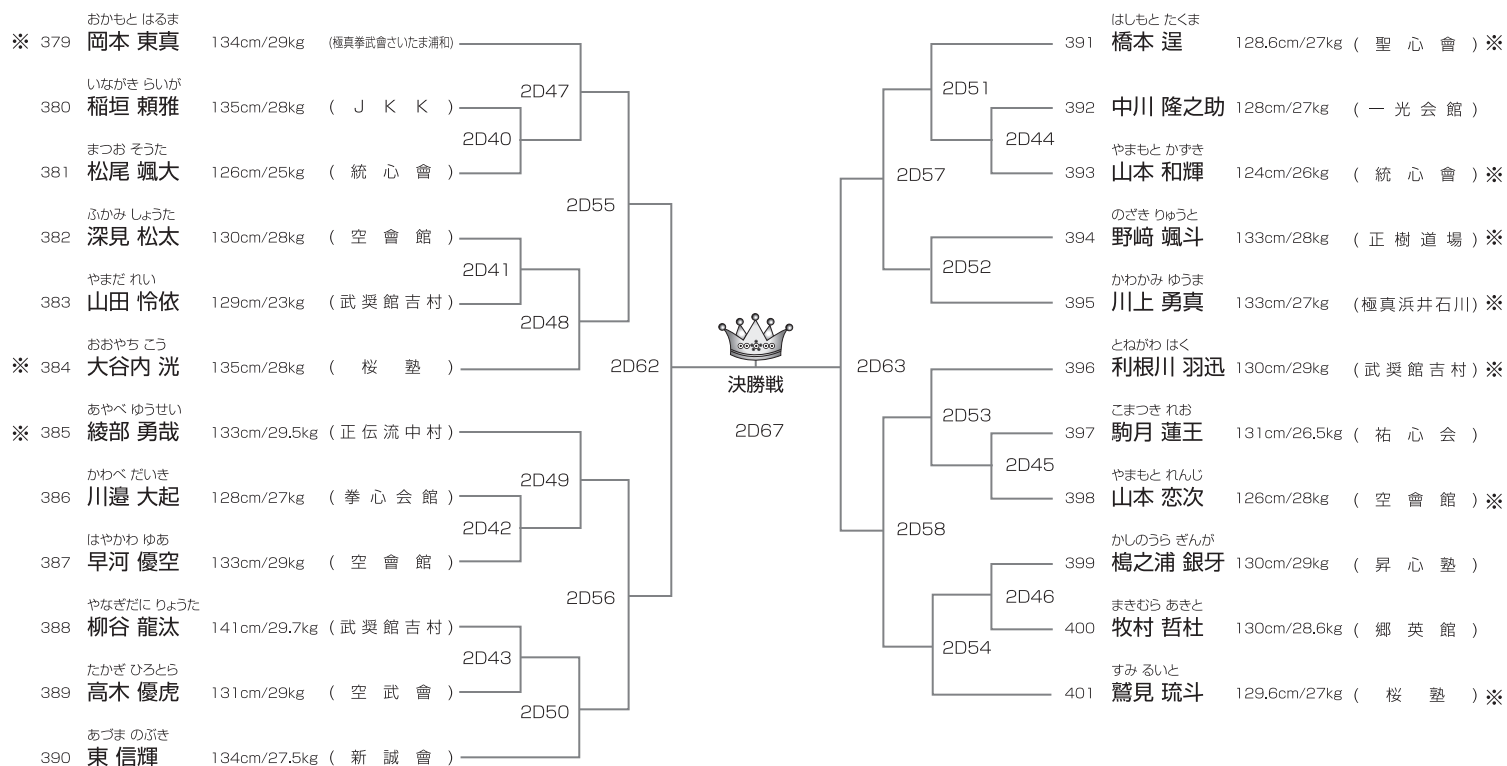 おかもと はるま
※ 379 岡本 東真 134cm/29kg (極真拳武會さいたま浦和)
いながき らいが
380 稲垣 頼雅 135cm/28kg ( J K K )
まつお そうた
381 松尾 颯大 126cm/25kg ( 統 心 會 )
ふかみ しょうた
382 深見 松太 130cm/28kg ( 空 會 館 )
やまだ れい
383 山田 怜依 129cm/23kg ( 武 奨 館 吉 村 )
おおやち こう
※ 384 大谷内 洸 135cm/28kg ( 桜 塾 )
あやべ ゆうせい
※ 385 綾部 勇哉 133cm/29.5kg ( 正 伝 流 中 村 )
かわべ だいき
386 川邉 大起 128cm/27kg ( 拳 心 会 館 )
はやかわ ゆあ
387 早河 優空 133cm/29kg ( 空 會 館 )
やなぎだに りょうた
388 柳谷 龍汰 141cm/29.7kg ( 武 奨 館 吉 村 )
たかぎ ひろとら
389 高木 優虎 131cm/29kg ( 空 武 會 )
あづま のぶき
390 東 信輝 134cm/27.5kg ( 新 誠 會 )
2D47
2D40
2D55
2D41
2D48
2D62
2D49
2D42
2D56
2D43
2D50
決勝戦
2D67
2D51
2D44
2D57
2D52
2D63
2D53
2D45
2D58
2D46
2D54
はしもと たくま
391 橋本 逞 128.6cm/27kg ( 聖 心 會 ) ※
392 中川 隆之助 128cm/27kg ( 一 光 会 館 )
やまもと かずき
393 山本 和輝 124cm/26kg ( 統 心 會 ) ※
のざき りゅうと
394 野﨑 颯斗 133cm/28kg ( 正 樹 道 場 ) ※
かわかみ ゆうま
395 川上 勇真 133cm/27kg (極真浜井石川) ※
とねがわ はく
396 利根川 羽迅 130cm/29kg ( 武 奨 館 吉 村 ) ※
こまつき れお
397 駒月 蓮王 131cm/26.5kg ( 祐 心 会 )
やまもと れんじ
398 山本 恋次 126cm/28kg ( 空 會 館 ) ※
かしのうら ぎんが
399 樫之浦 銀牙 130cm/29kg ( 昇 心 塾 )
まきむら あきと
400 牧村 哲杜 130cm/28.6kg ( 郷 英 館 )
すみ るいと
401 鷲見 琉斗 129.6cm/27kg ( 桜 塾 ) ※